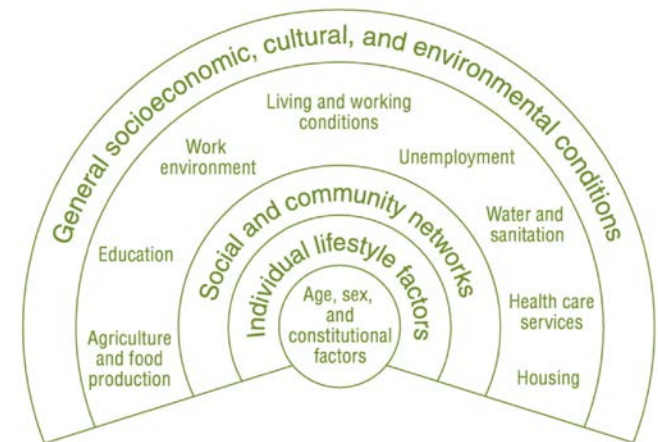 General socioeconomic, cultural, and environmental conditions
Living and working
conditions
Work
environment
Unemployment
Education
Water and
sanitation
Agriculture
and food
production
Health care
services
Housing
Social and community networks
Individual lifestyle factors
Age, sex,
and
constitutional
factors